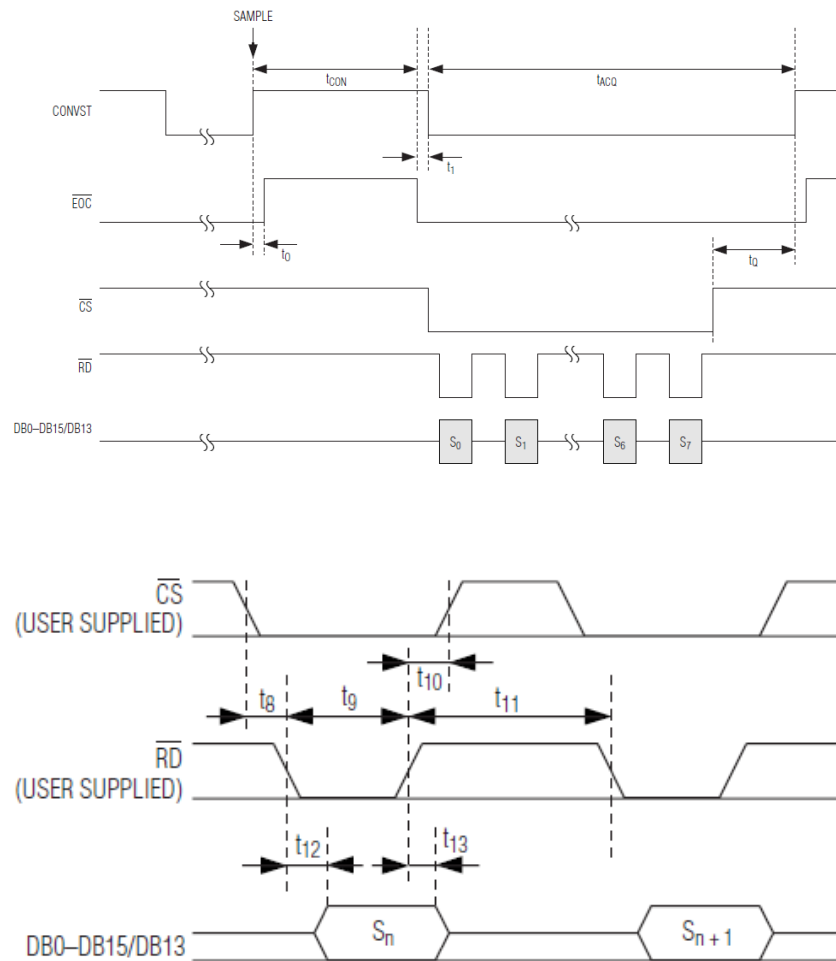 SAMPLE
tCON
tACQ
CONVST
t1
EOC
t0
tQ
CS
RD
DB0–DB15/DB13
S0
S1
S6
S7
CS
(USER SUPPLIED)
t10
t8
t9
t11
RD
(USER SUPPLIED)
t12
t13
DB0–DB15/DB13
Sn
Sn + 1